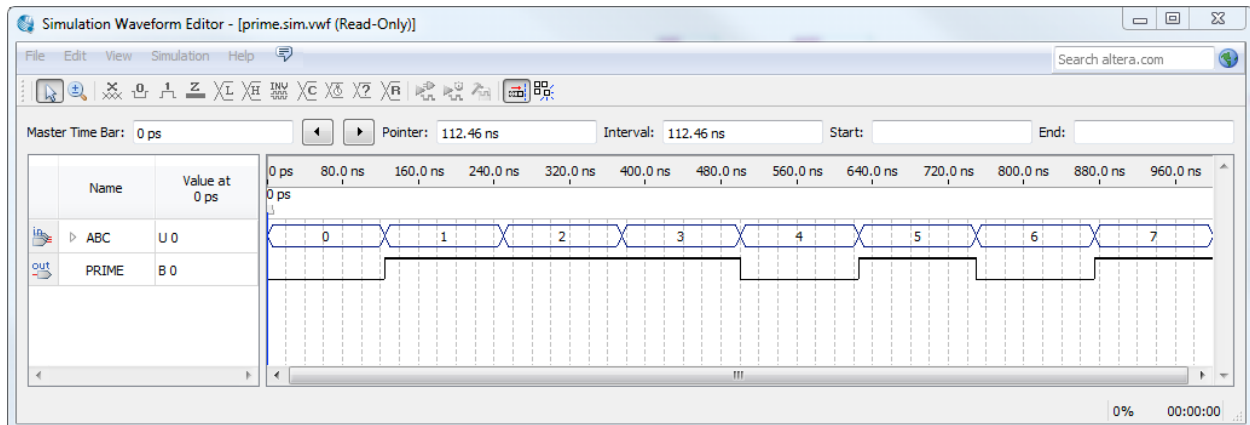 Simulation Waveform Editor - [prime.sim.vwf (Read-Only)]
File Edit View Simulation Help Search altera.com
Master Time Bar: 0 ps Pointer: 112.46 ns Interval: 112.46 ns Start: End:
Name Value at 0 ps 0 ps 80.0 ns 160.0 ns 240.0 ns 320.0 ns 400.0 ns 480.0 ns 560.0 ns 640.0 ns 720.0 ns 800.0 ns 880.0 ns 960.0 ns
0 ps
ABC U 0 0 1 2 3 4 5 6 7
PRIME B 0
0% 00:00:00